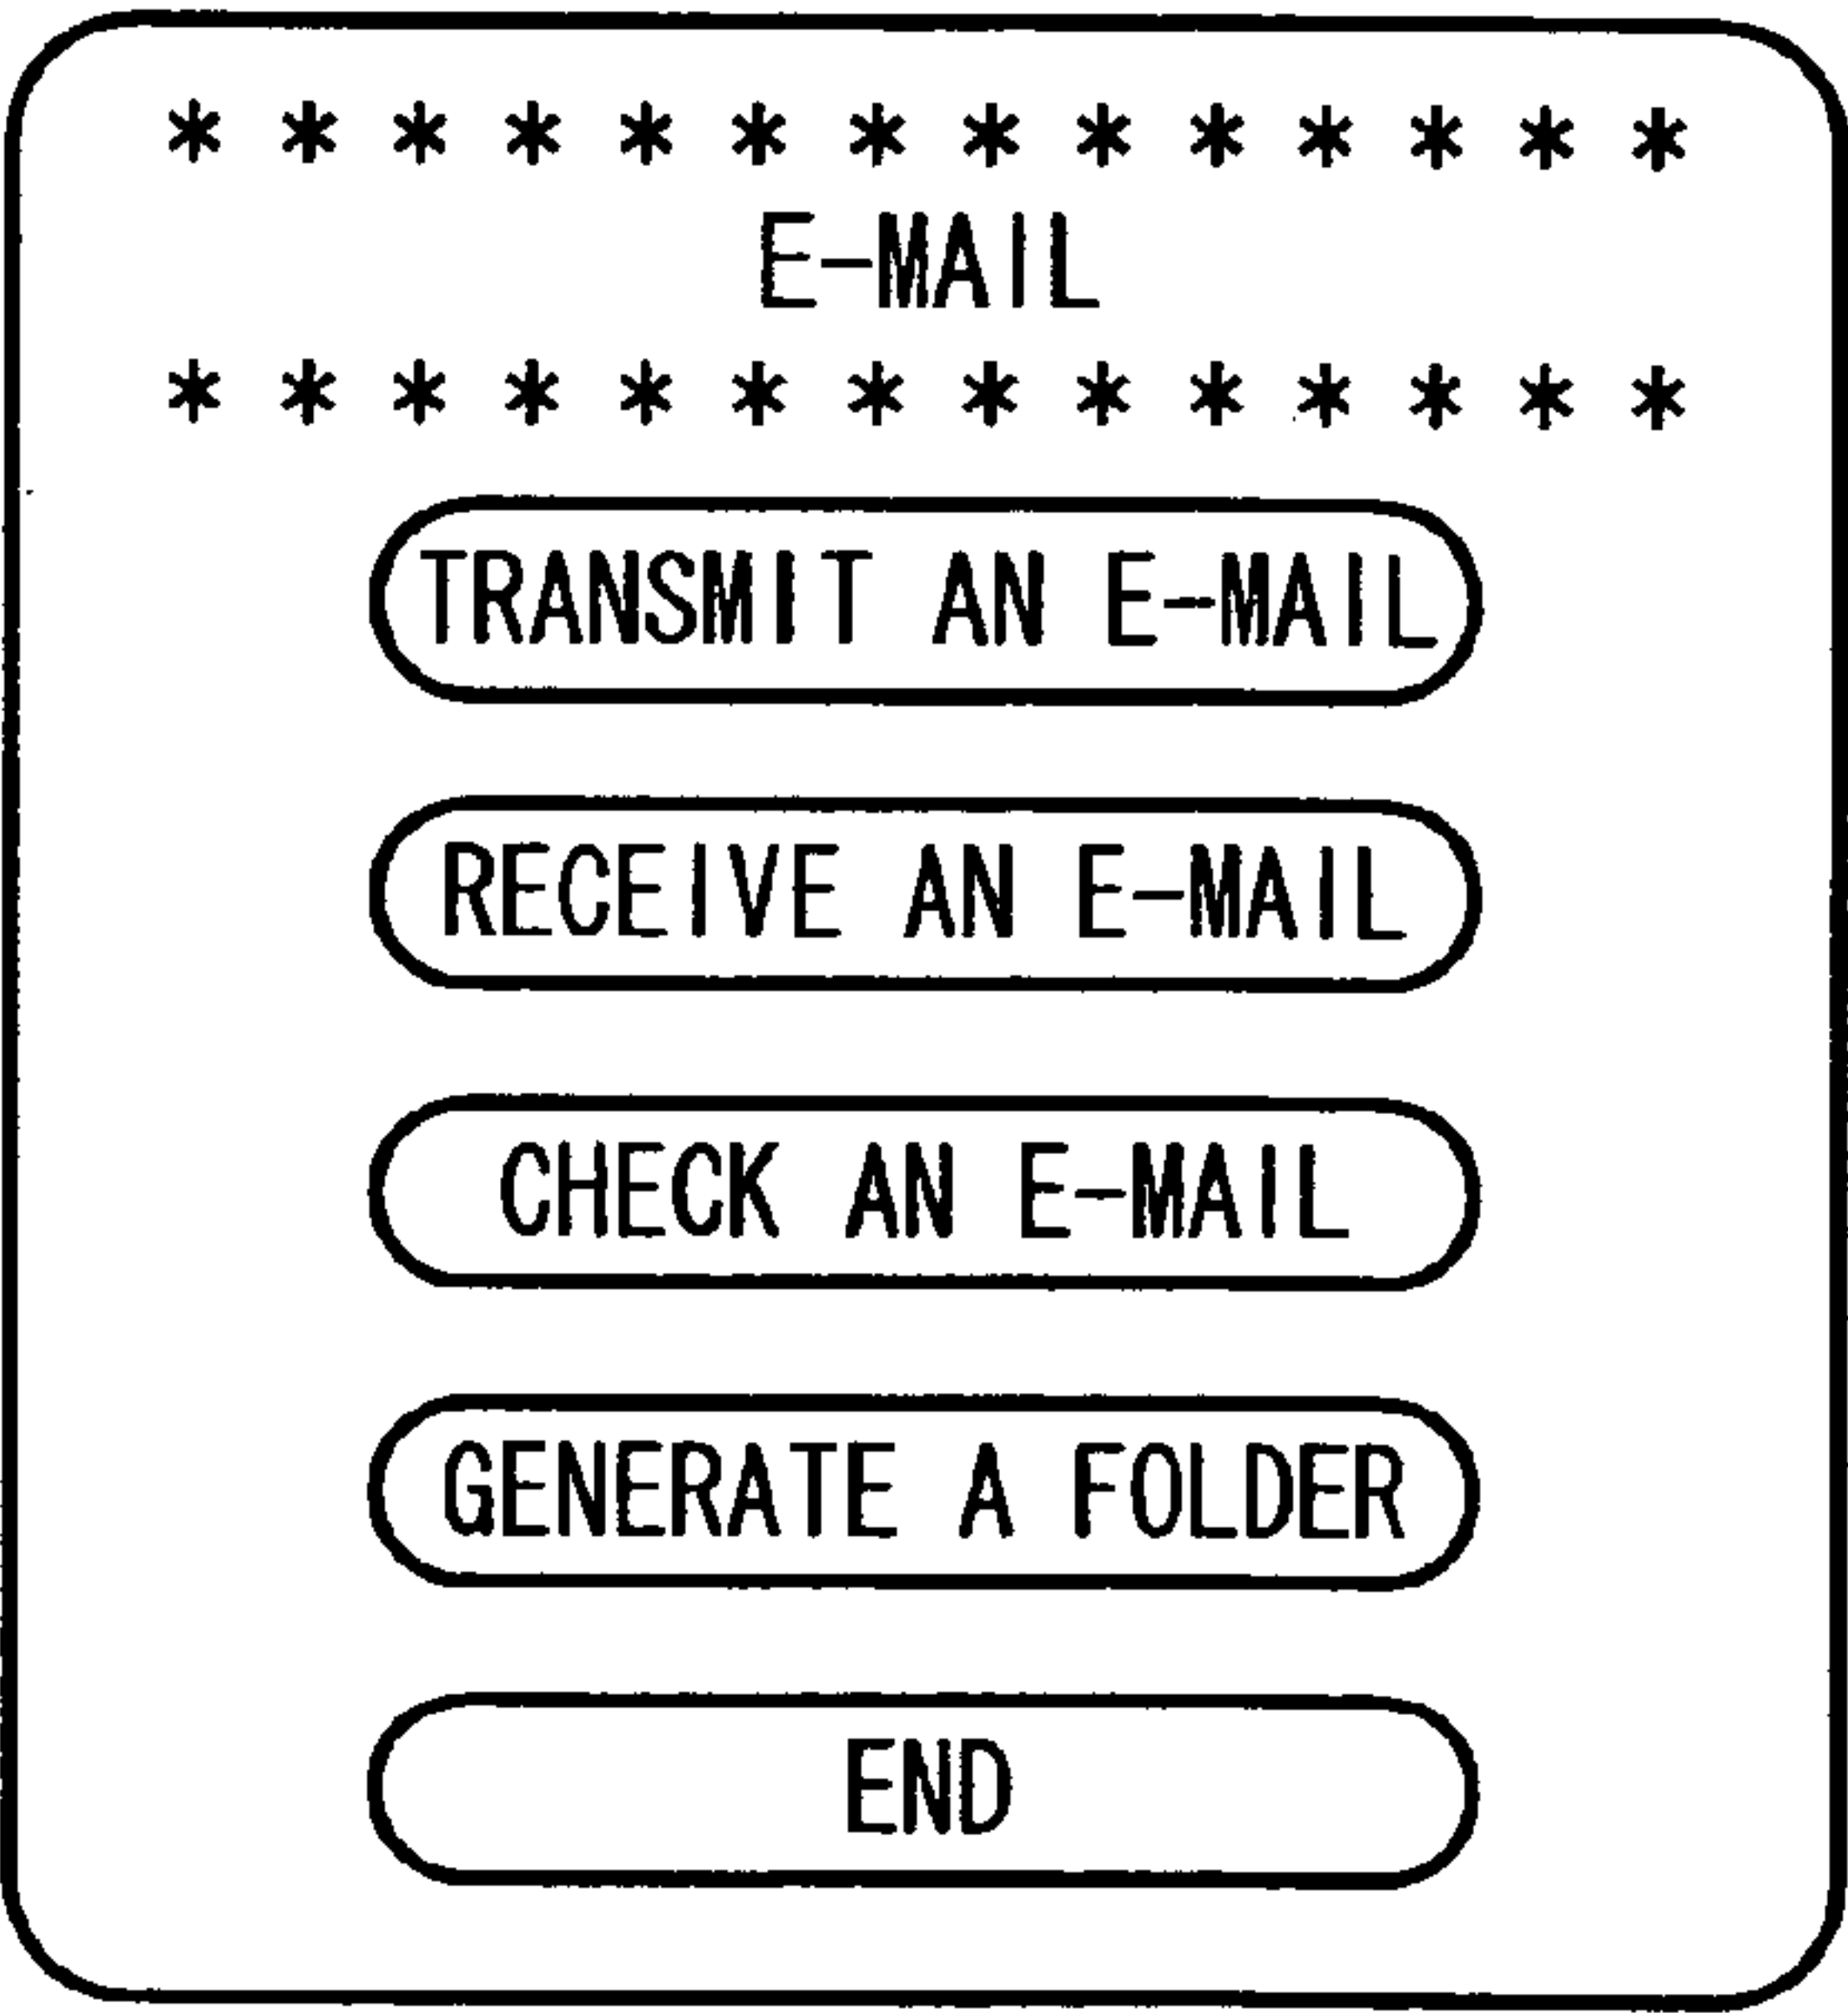 * * * * * * * * * * * * * *
E-MAIL
* * * * * * * * * * * * * *
TRANSMIT AN E-MAIL
RECEIVE AN E-MAIL
CHECK AN E-MAIL
GENERATE A FOLDER
END